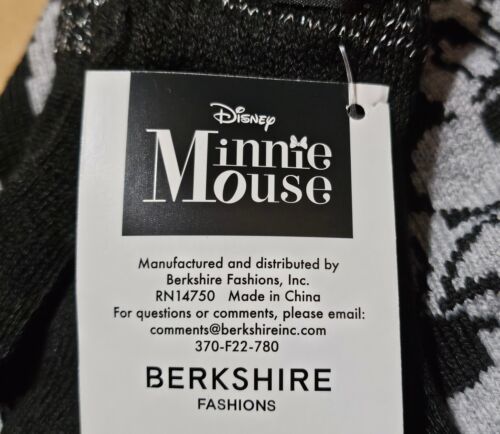 Disney
Minnie
Mouse
Manufactured and distributed by
Berkshire Fashions, Inc.
RN14750 Made in China
For questions or comments, please email:
comments@berkshireinc.com
370-F22-780
BERKSHIRE
FASHIONS